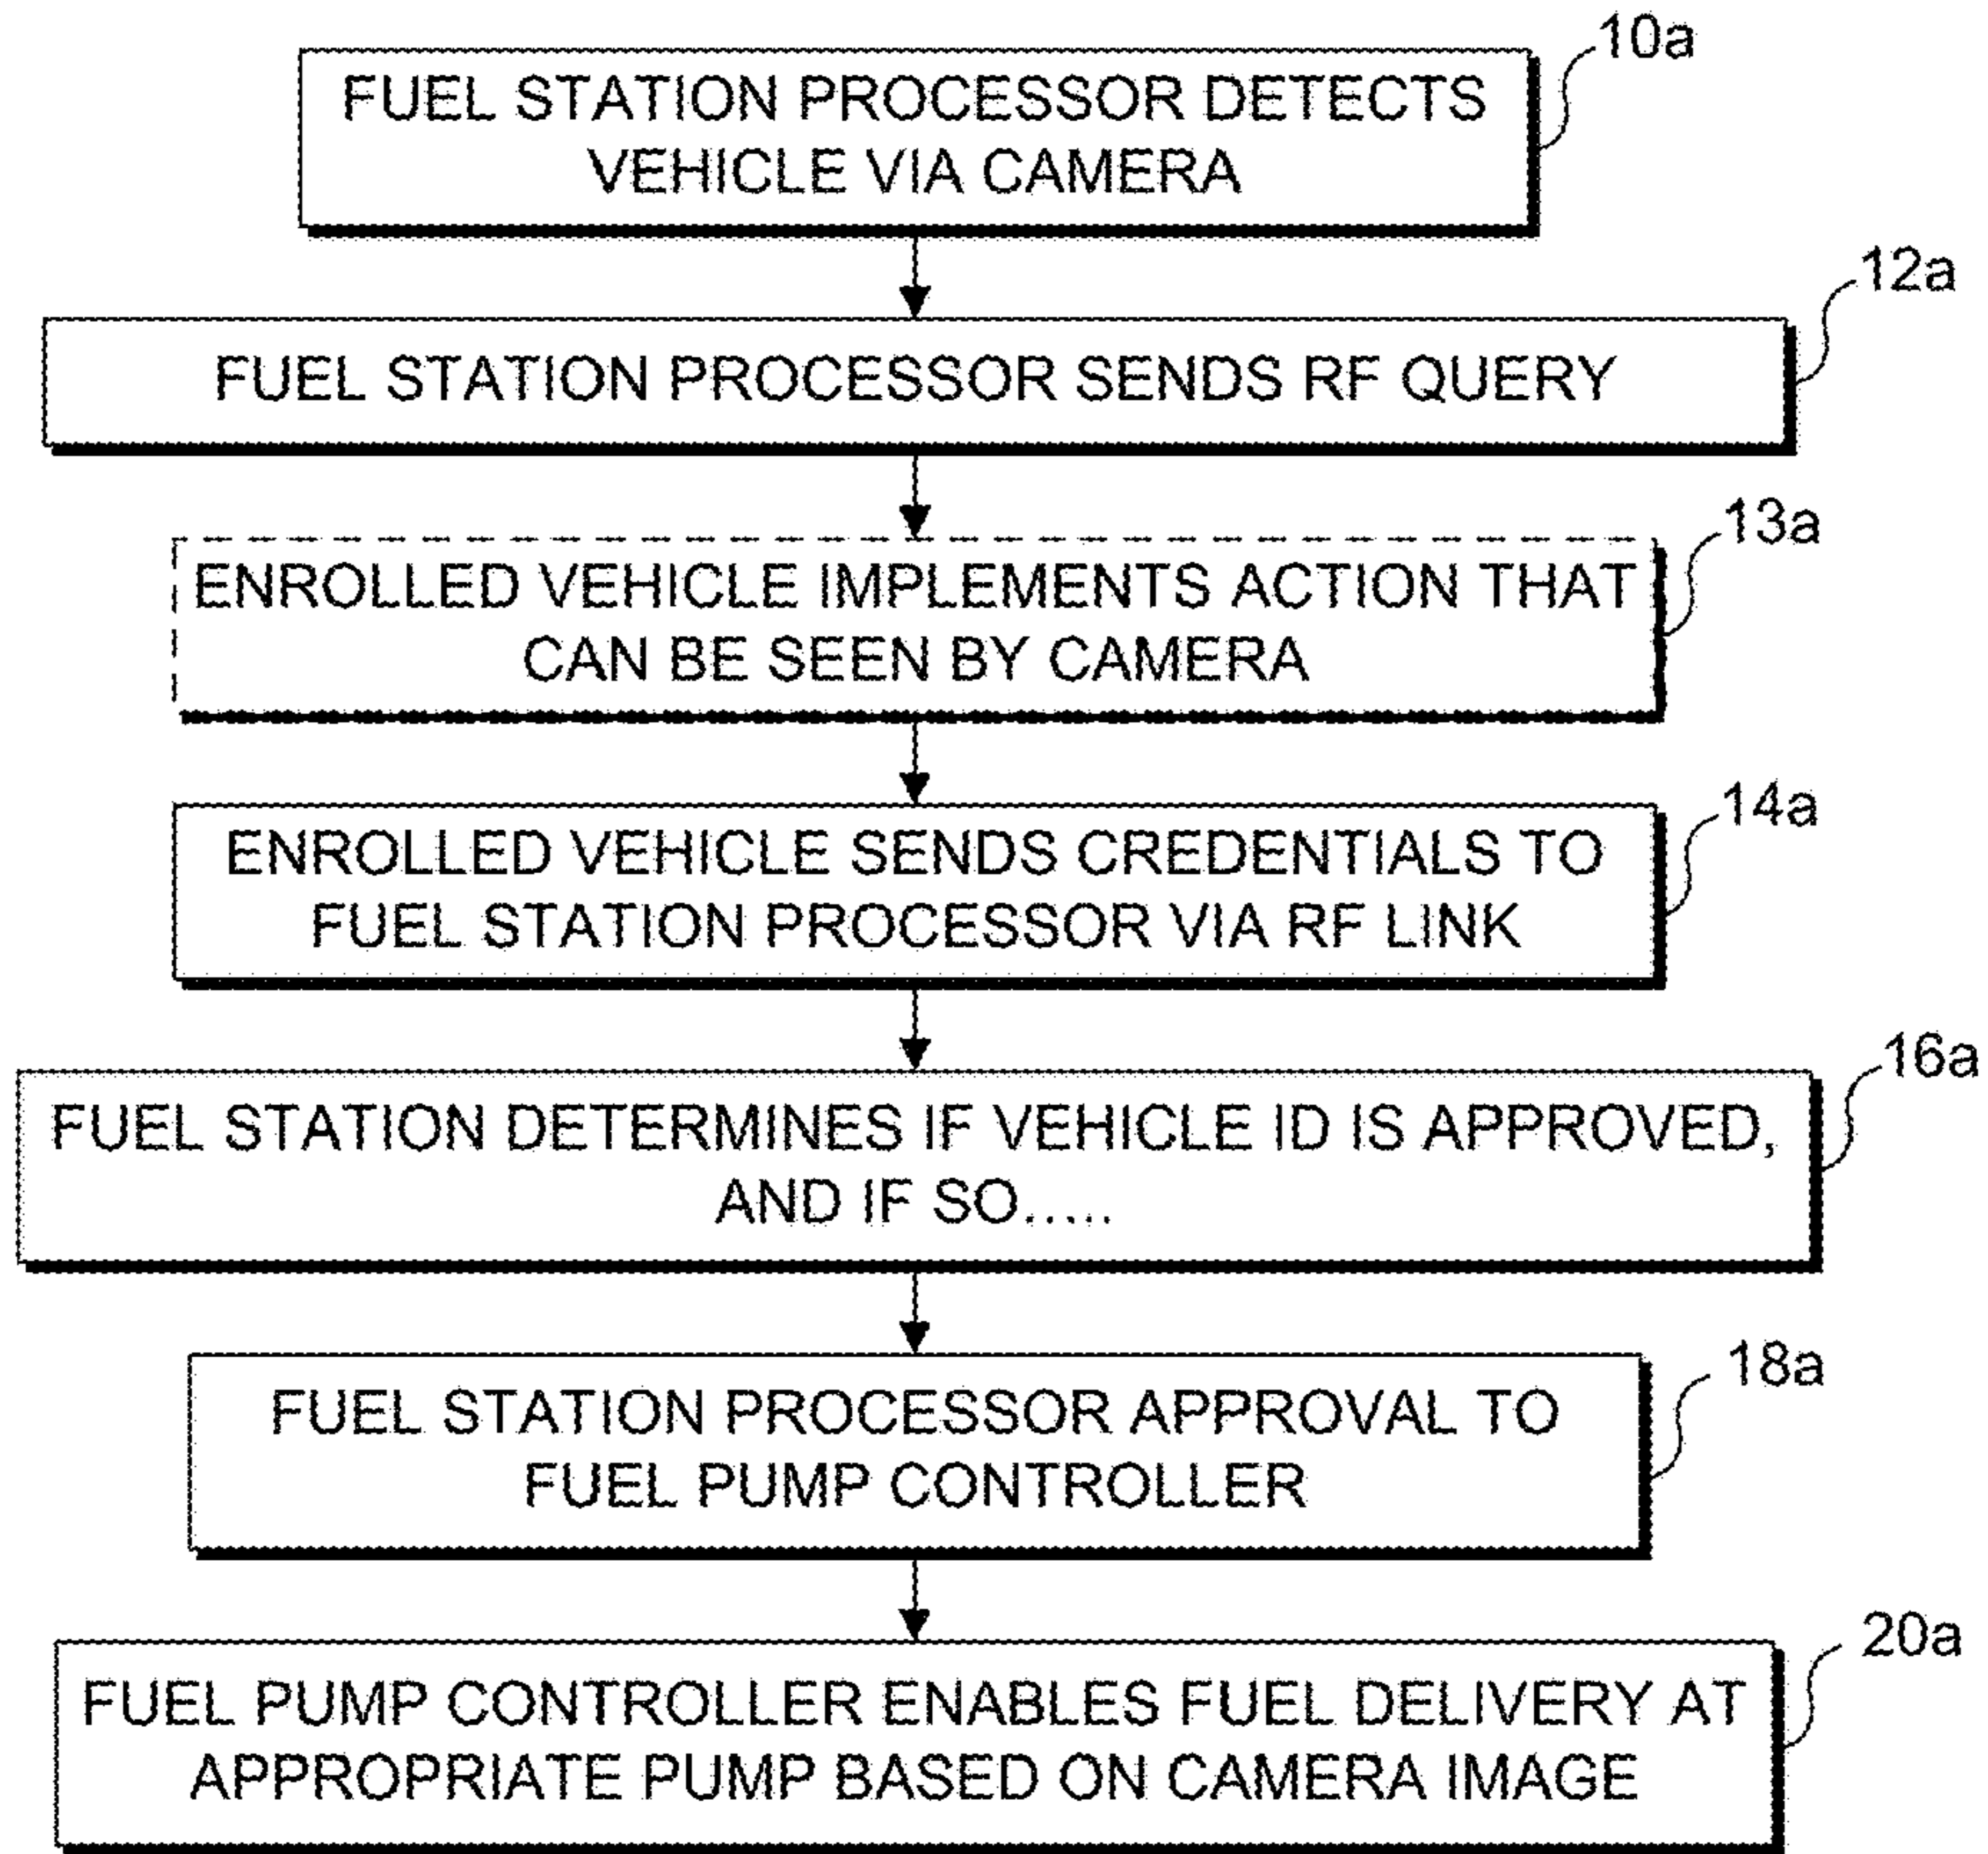 10a
FUEL STATION PROCESSOR DETECTS
VEHICLE VIA CAMERA
12a
FUEL STATION PROCESSOR SENDS RF QUERY
13a
ENROLLED VEHICLE IMPLEMENTS ACTION THAT
CAN BE SEEN BY CAMERA
14a
ENROLLED VEHICLE SENDS CREDENTIALS TO
FUEL STATION PROCESSOR VIA RF LINK
16a
FUEL STATION DETERMINES IF VEHICLE ID IS APPROVED,
AND IF SO.....
18a
FUEL STATION PROCESSOR APPROVAL TO
FUEL PUMP CONTROLLER
20a
FUEL PUMP CONTROLLER ENABLES FUEL DELIVERY AT
APPROPRIATE PUMP BASED ON CAMERA IMAGE